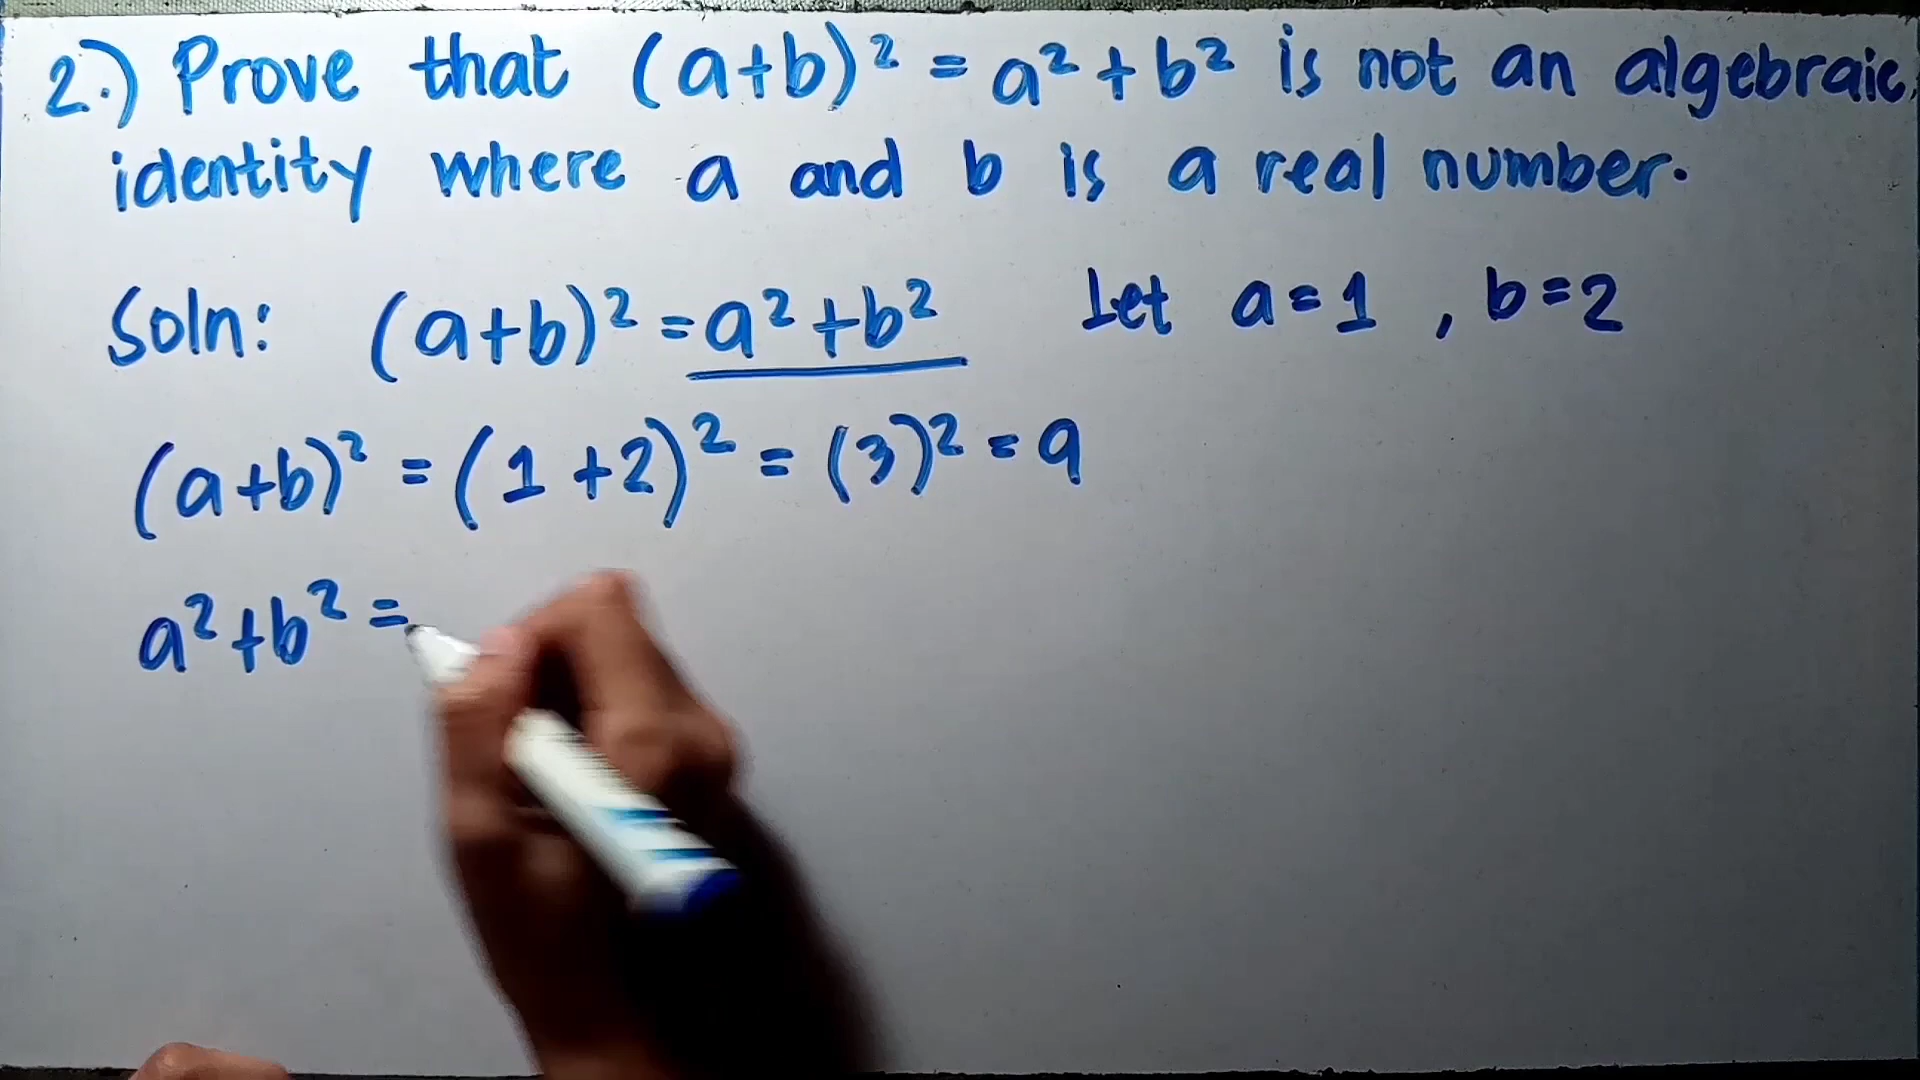 2.) Prove that (a+b)² = a² + b² is not an algebraic
identity where a and b is a real number.
Soln: (a+b)² = a² + b² Let a=1 , b=2
(a+b)² = (1+2)² = (3)² = 9
a² + b² =